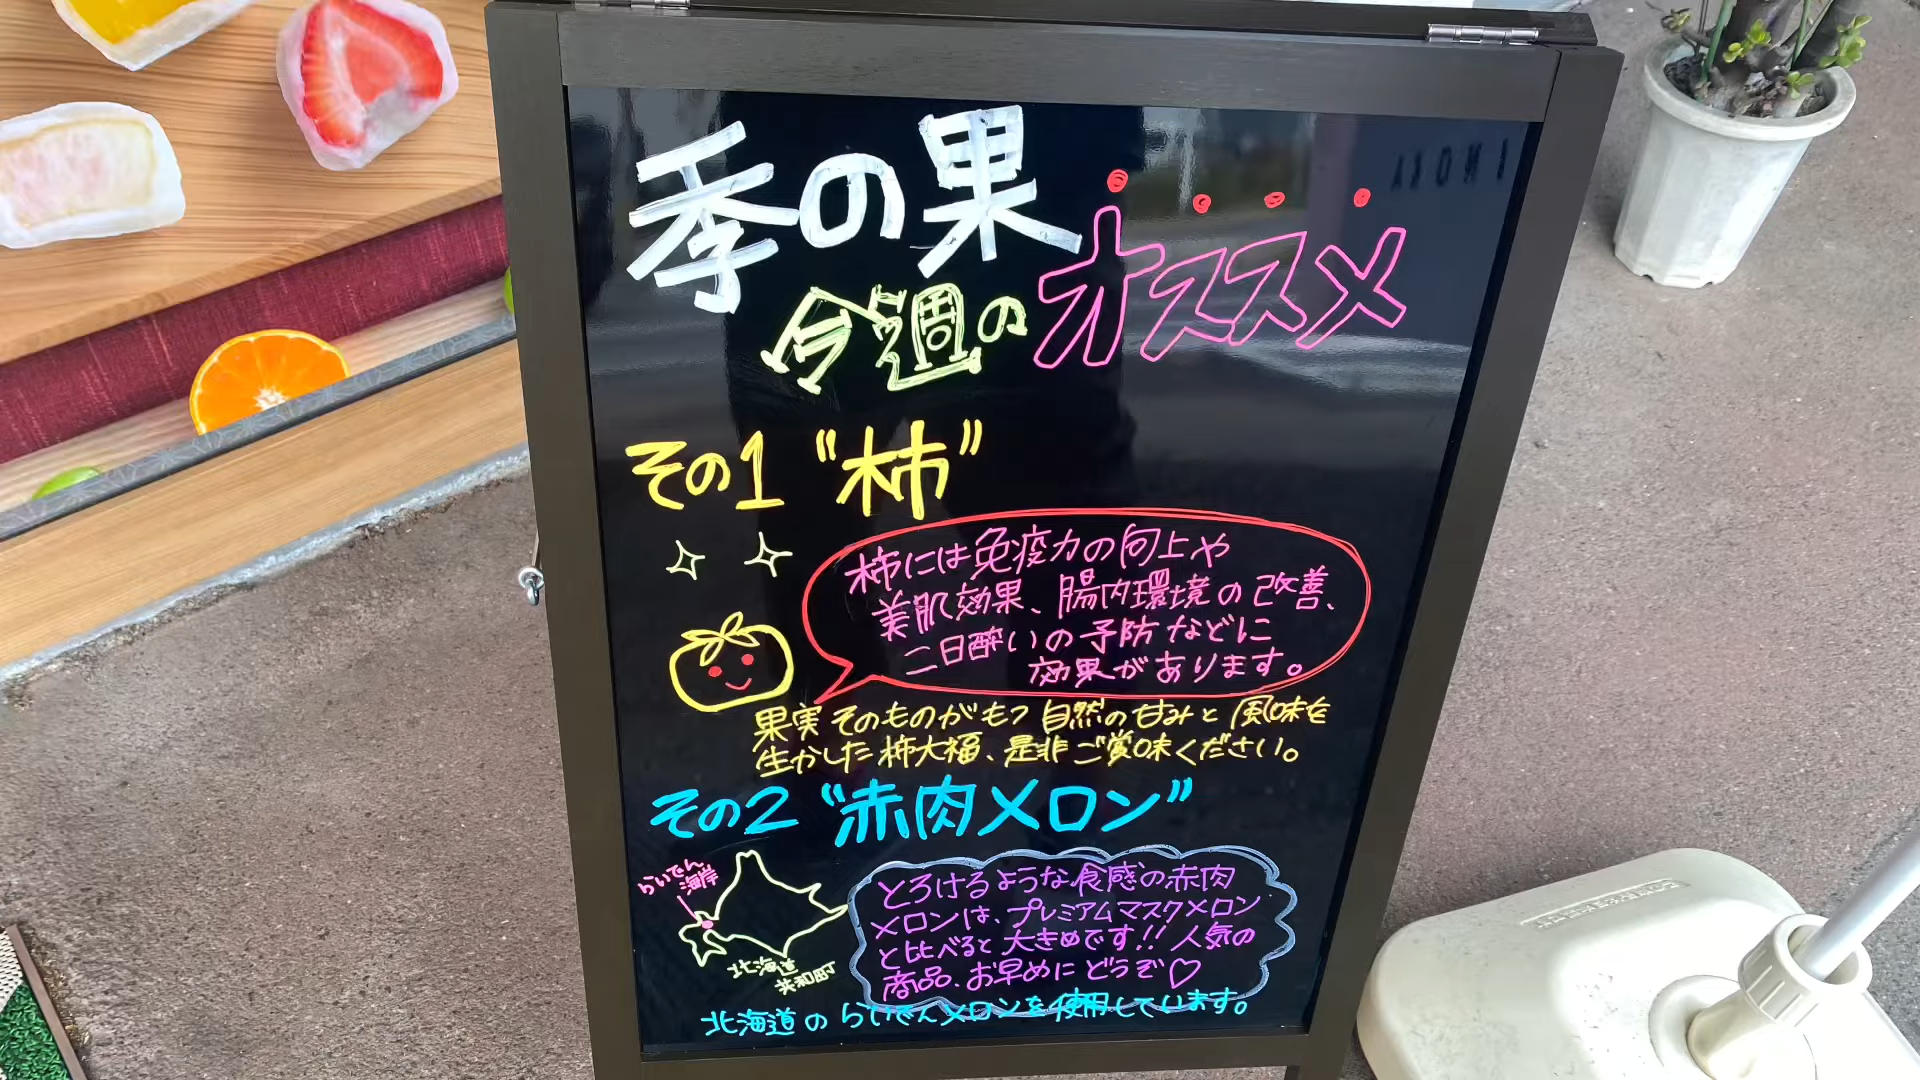 季の果
今週のオススメ
その1 “柿”
柿には免疫力の向上や
美肌効果、腸内環境の改善、
二日酔いの予防などに
効果があります。
果実そのものがもつ自然の甘みと風味を
生かした柿大福、是非ご賞味ください。
その2 “赤肉メロン”
らいでん
海岸
北海道
共和町
とろけるような食感の赤肉
メロンは、プレミアムマスクメロン
と比べると大きめです!!人気の
商品、お早めにどうぞ♡
北海道のらいでんメロンを使用しています。